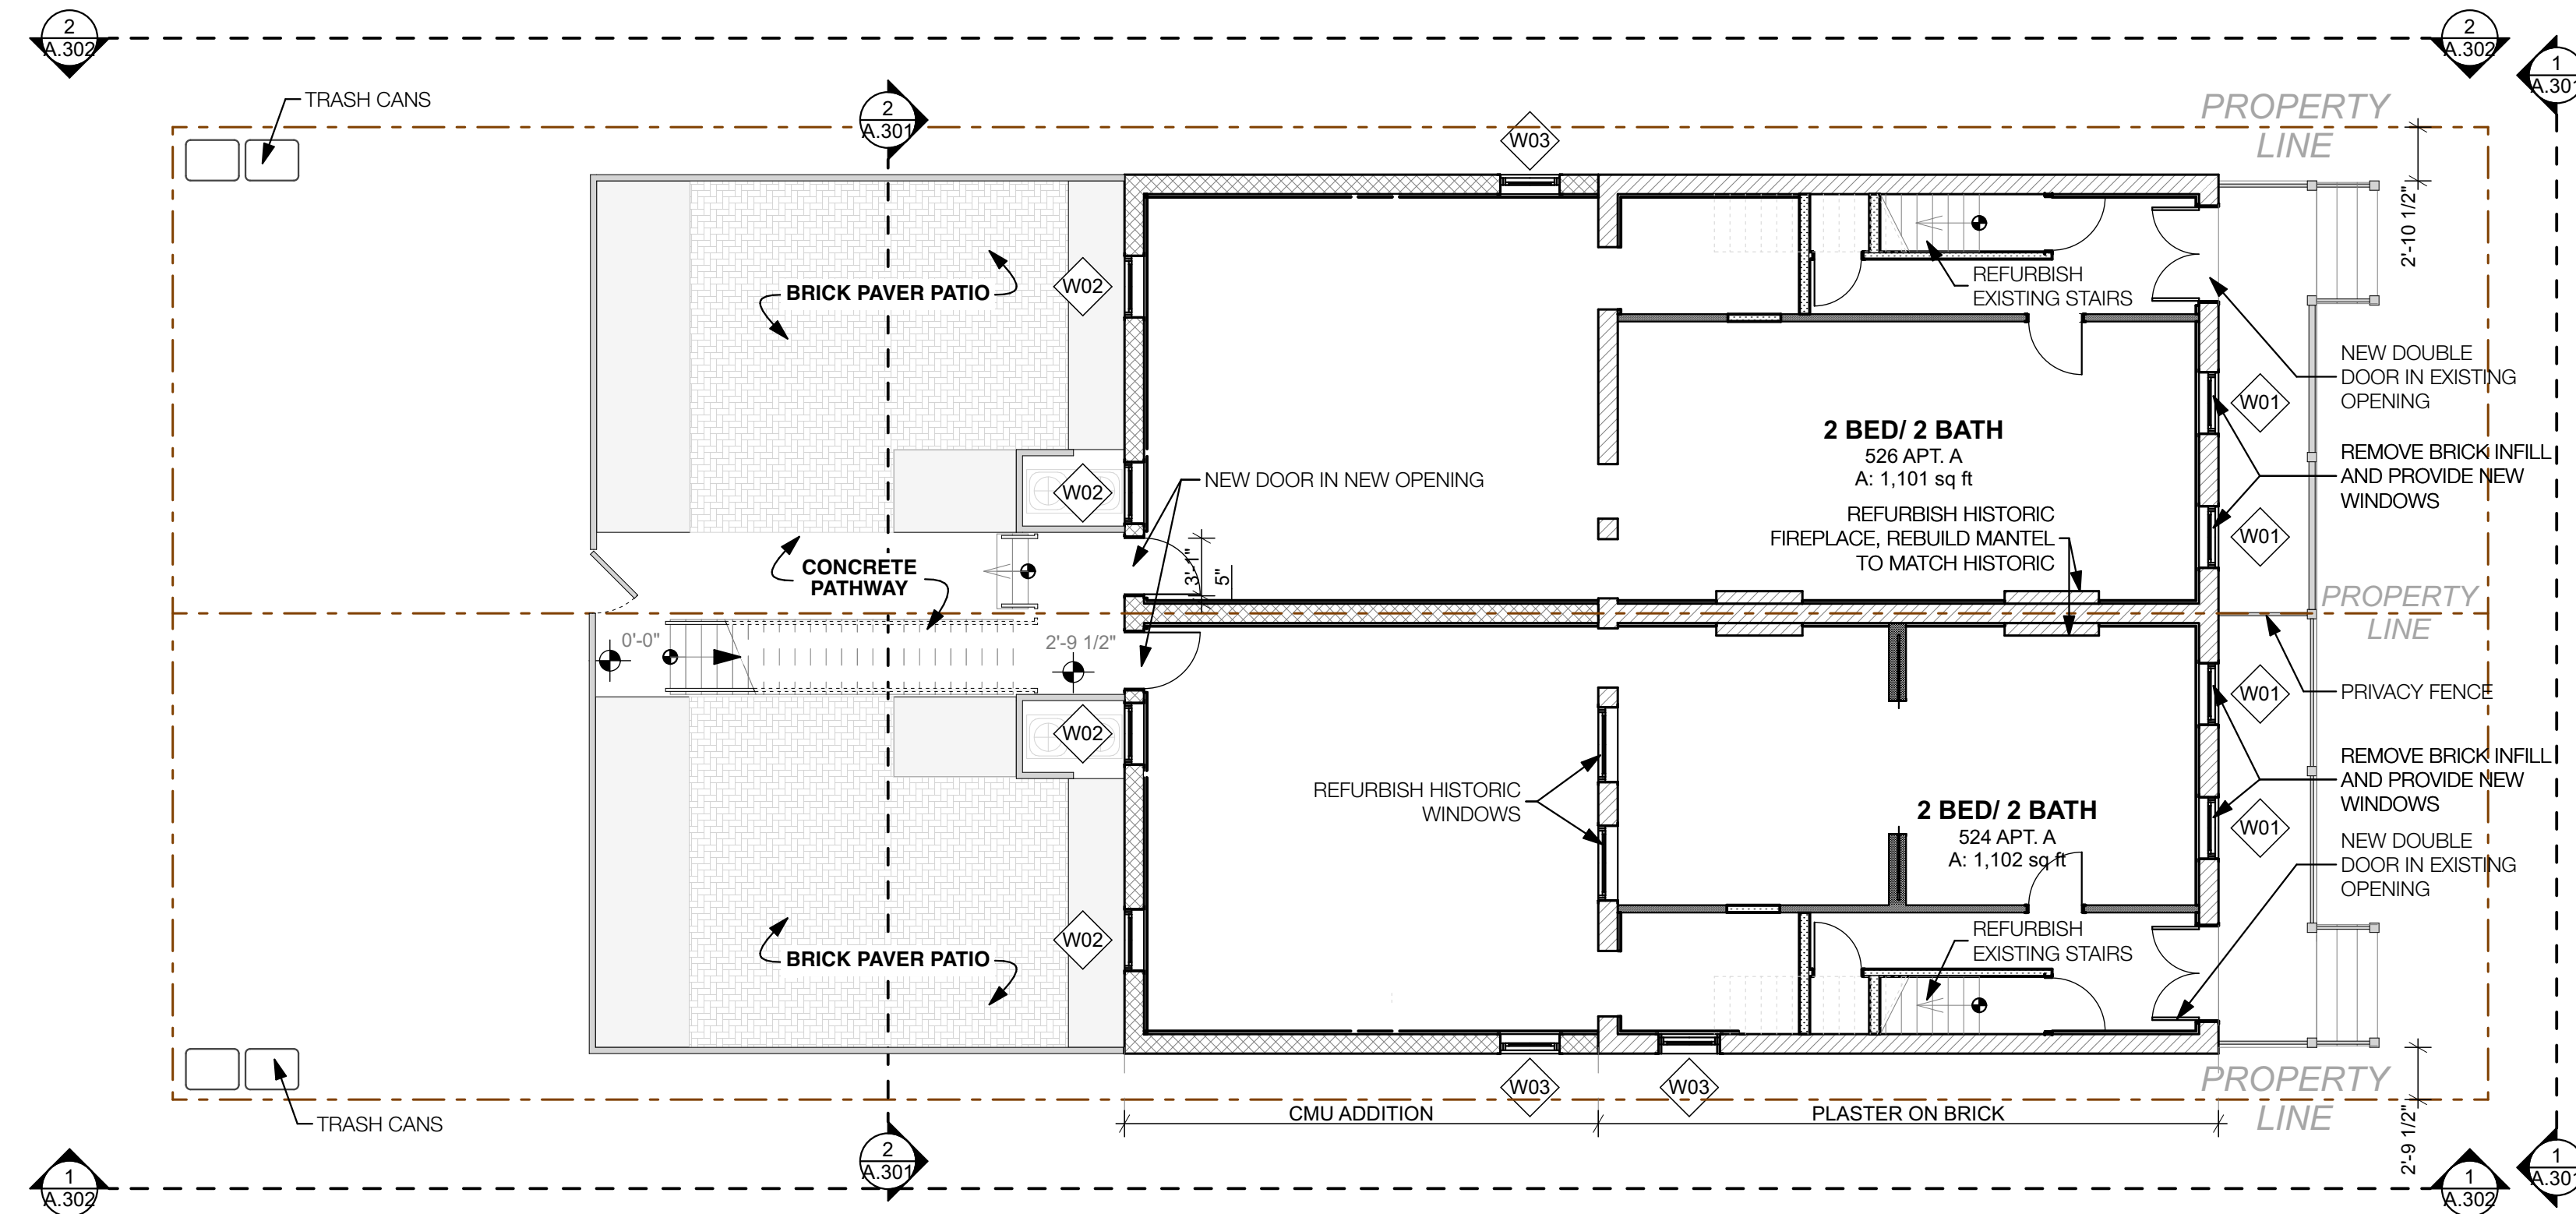 2
A.302
2
A.302
1
A.301
TRASH CANS
2
A.301
W03
PROPERTY
LINE
2'-10 1/2"
BRICK PAVER PATIO
W02
REFURBISH
EXISTING STAIRS
NEW DOUBLE
DOOR IN EXISTING
OPENING
W01
2 BED/ 2 BATH
526 APT. A
A: 1,101 sq ft
REMOVE BRICK INFILL
AND PROVIDE NEW
WINDOWS
W02
NEW DOOR IN NEW OPENING
REFURBISH HISTORIC
FIREPLACE, REBUILD MANTEL
TO MATCH HISTORIC
W01
CONCRETE
PATHWAY
3'-1"
5"
PROPERTY
LINE
0'-0"
2'-9 1/2"
W01
PRIVACY FENCE
W02
REFURBISH HISTORIC
WINDOWS
REMOVE BRICK INFILL
AND PROVIDE NEW
WINDOWS
2 BED/ 2 BATH
524 APT. A
A: 1,102 sq ft
W01
NEW DOUBLE
DOOR IN EXISTING
OPENING
BRICK PAVER PATIO
W02
REFURBISH
EXISTING STAIRS
W03
W03
PROPERTY
LINE
2'-9 1/2"
CMU ADDITION
PLASTER ON BRICK
TRASH CANS
1
A.302
2
A.301
1
A.302
1
A.301